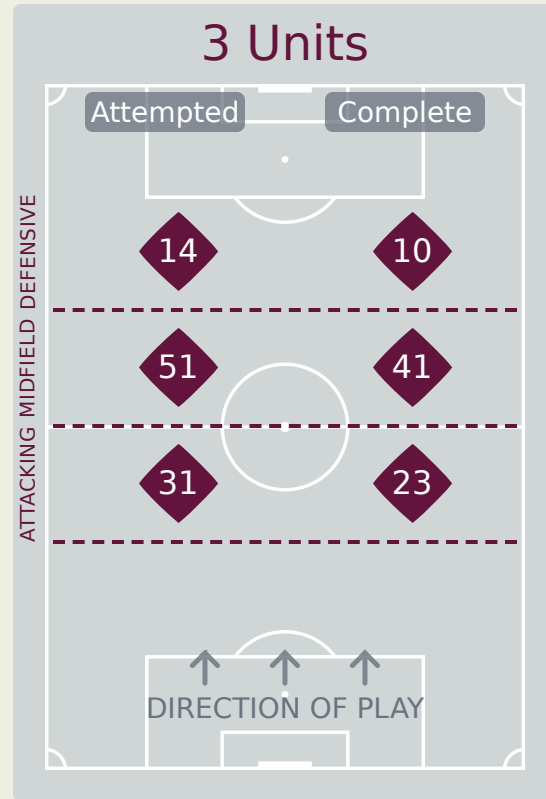 3 Units
Attempted Complete
ATTACKING MIDFIELD DEFENSIVE
14 10
51 41
31 23
DIRECTION OF PLAY